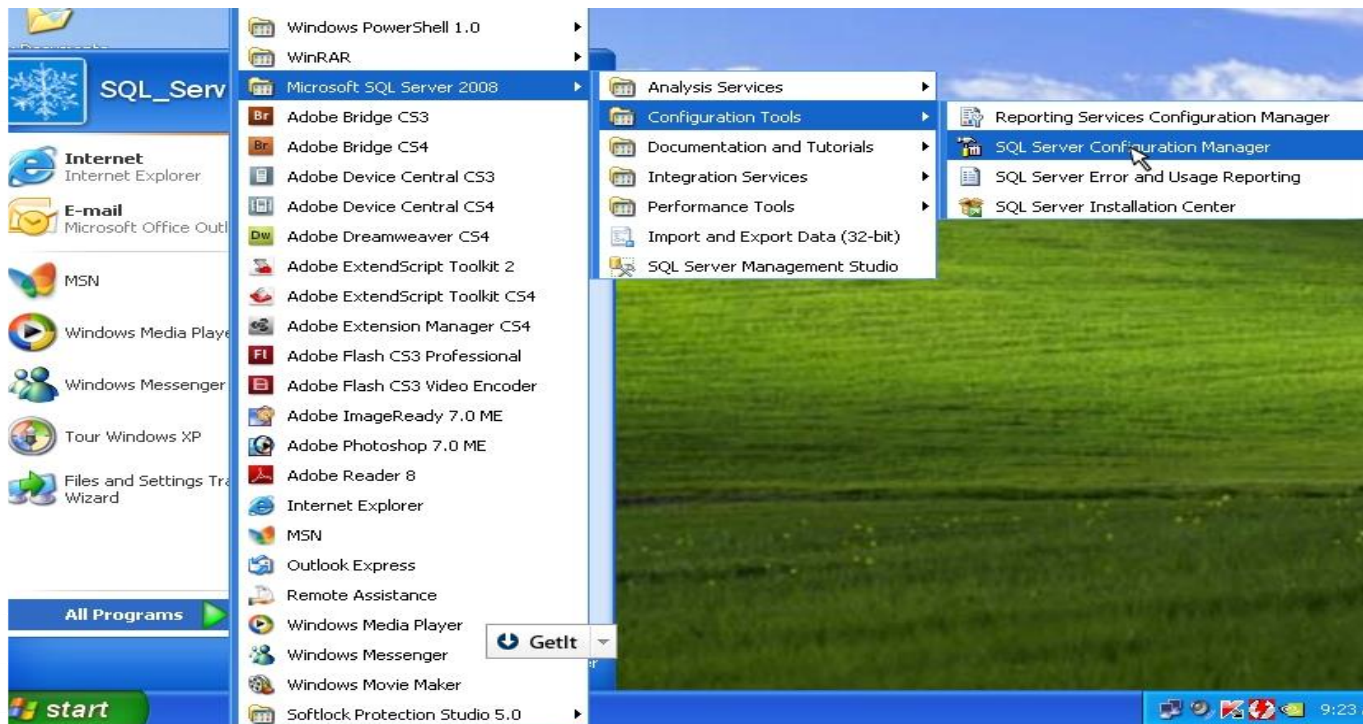 SQL_Serv
Internet
Internet Explorer
E-mail
Microsoft Office Outl
MSN
Windows Media Playe
Windows Messenger
Tour Windows XP
Files and Settings Tra
Wizard
All Programs
start
Windows PowerShell 1.0
WinRAR
Microsoft SQL Server 2008
Br Adobe Bridge CS3
Br Adobe Bridge CS4
Adobe Device Central CS3
Adobe Device Central CS4
Dw Adobe Dreamweaver CS4
Adobe ExtendScript Toolkit 2
Adobe ExtendScript Toolkit CS4
Adobe Extension Manager CS4
Fl Adobe Flash CS3 Professional
Adobe Flash CS3 Video Encoder
Adobe ImageReady 7.0 ME
Adobe Photoshop 7.0 ME
Adobe Reader 8
Internet Explorer
MSN
Outlook Express
Remote Assistance
Windows Media Player
Windows Messenger
Windows Movie Maker
Softlock Protection Studio 5.0
GetIt
Analysis Services
Configuration Tools
Documentation and Tutorials
Integration Services
Performance Tools
Import and Export Data (32-bit)
SQL Server Management Studio
Reporting Services Configuration Manager
SQL Server Configuration Manager
SQL Server Error and Usage Reporting
SQL Server Installation Center
9:23